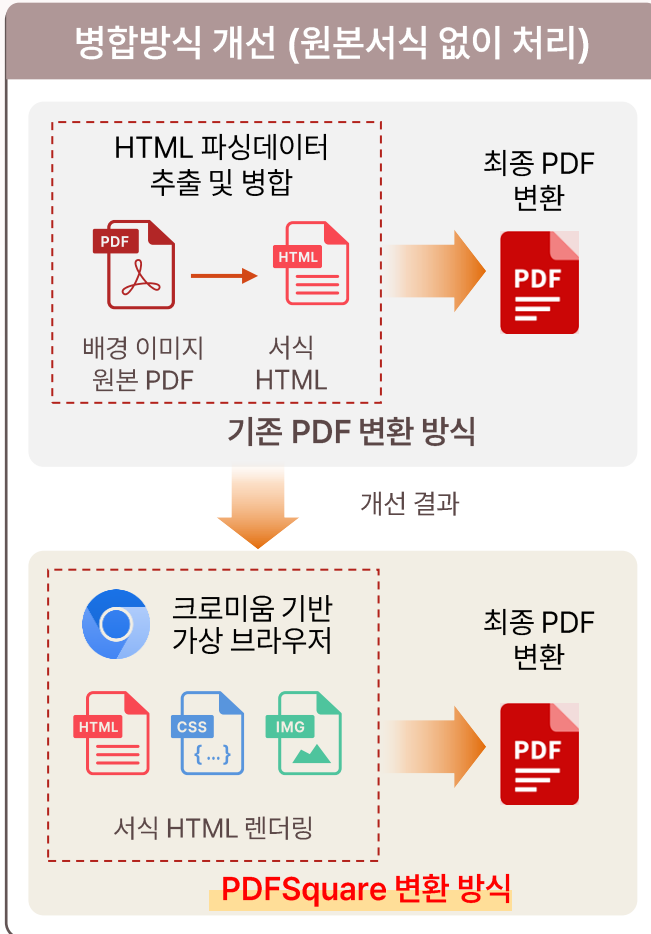 병합방식 개선 (원본서식 없이 처리)
HTML 파싱데이터
추출 및 병합
PDF
HTML
배경 이미지
원본 PDF
서식
HTML
최종 PDF
변환
PDF
기존 PDF 변환 방식
개선 결과
크로미움 기반
가상 브라우저
HTML
CSS
{...}
IMG
서식 HTML 렌더링
최종 PDF
변환
PDF
PDFSquare 변환 방식